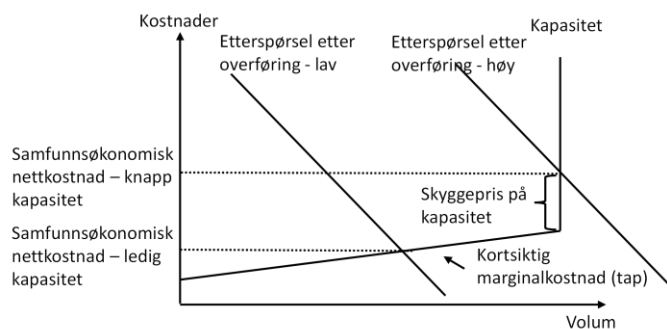 Kostnader
Etterspørsel etter
overføring - lav
Etterspørsel etter
overføring - høy
Kapasitet
Samfunnsøkonomisk
nettkostnad – knapp
kapasitet
Skyggepris på
kapasitet
Samfunnsøkonomisk
nettkostnad – ledig
kapasitet
Kortsiktig
marginalkostnad (tap)
Volum